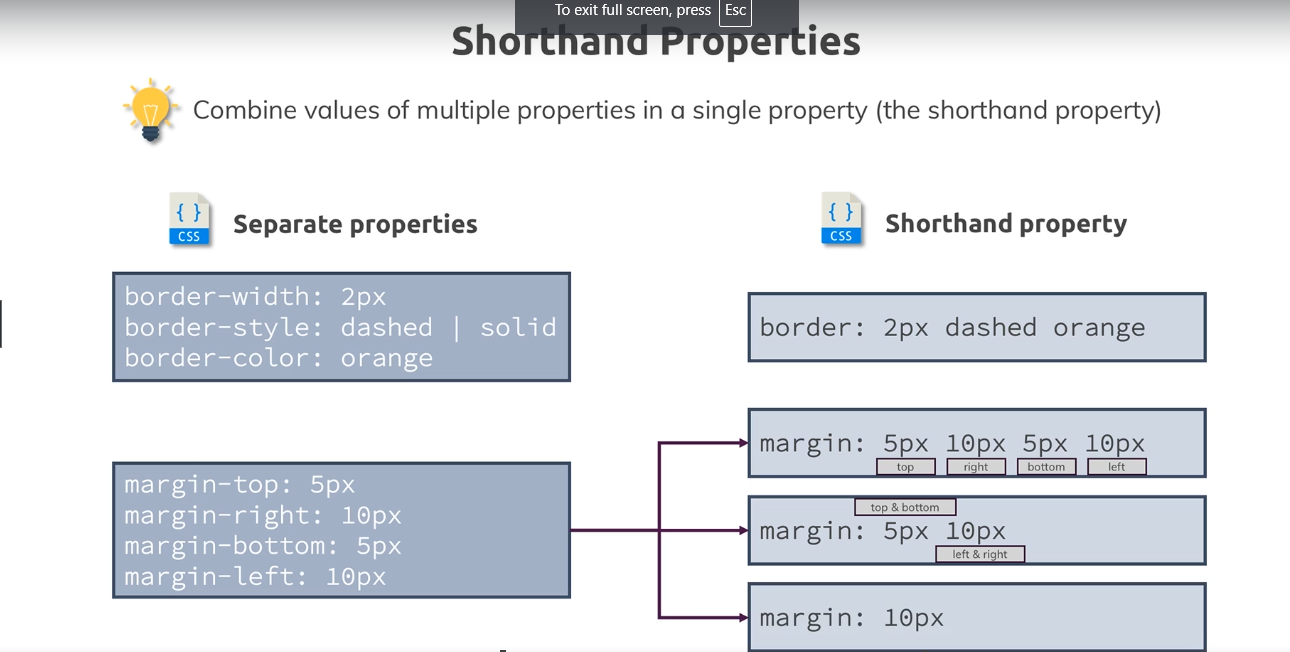 To exit full screen, press Esc
Shorthand Properties
Combine values of multiple properties in a single property (the shorthand property)
{ }
CSS
Separate properties
{ }
CSS
Shorthand property
border-width: 2px
border-style: dashed | solid
border-color: orange
border: 2px dashed orange
margin-top: 5px
margin-right: 10px
margin-bottom: 5px
margin-left: 10px
margin: 5px 10px 5px 10px
top right bottom left
top & bottom
margin: 5px 10px
left & right
margin: 10px